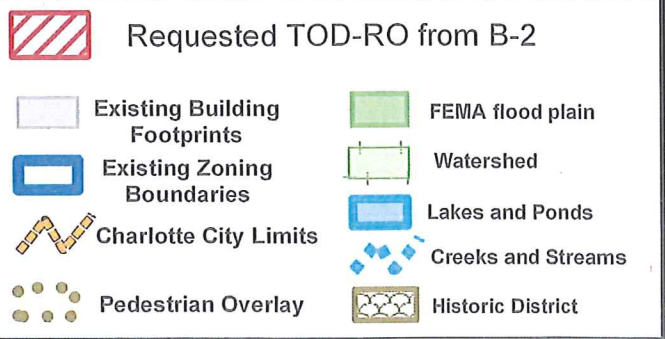 Requested TOD-RO from B-2
Existing Building
Footprints
Existing Zoning
Boundaries
Charlotte City Limits
Pedestrian Overlay
FEMA flood plain
Watershed
Lakes and Ponds
Creeks and Streams
Historic District